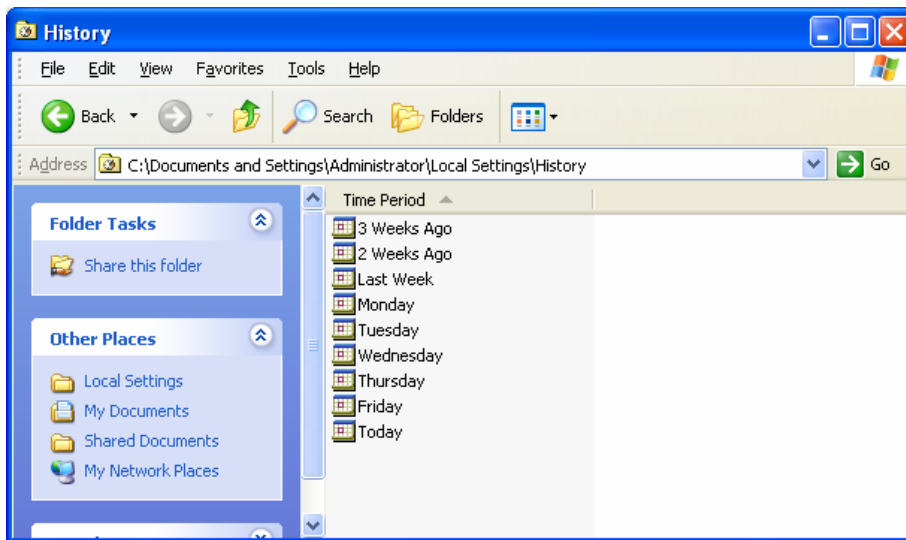 History
File Edit View Favorites Tools Help
Back Search Folders
Address C:\Documents and Settings\Administrator\Local Settings\History Go
Folder Tasks
Share this folder
Other Places
Local Settings
My Documents
Shared Documents
My Network Places
Time Period
3 Weeks Ago
2 Weeks Ago
Last Week
Monday
Tuesday
Wednesday
Thursday
Friday
Today